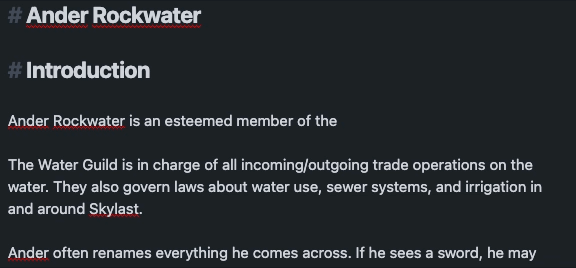 # Ander Rockwater
# Introduction
Ander Rockwater is an esteemed member of the
The Water Guild is in charge of all incoming/outgoing trade operations on the
water. They also govern laws about water use, sewer systems, and irrigation in
and around Skylast.
Ander often renames everything he comes across. If he sees a sword, he may